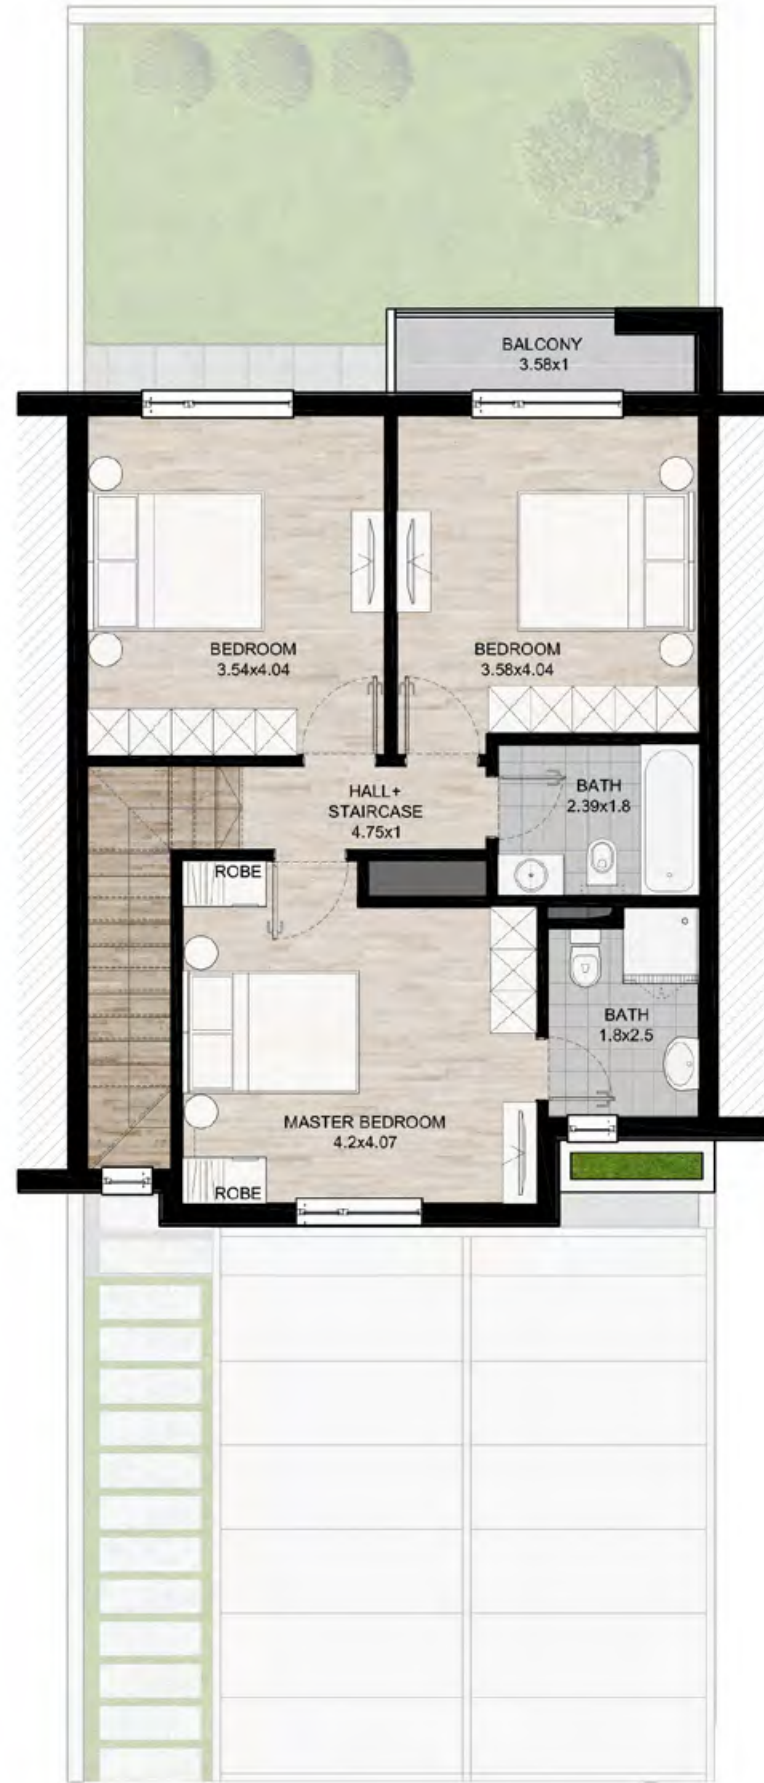 BALCONY
3.58x1
BEDROOM
3.54x4.04
BEDROOM
3.58x4.04
HALL+
STAIRCASE
4.75x1
BATH
2.39x1.8
ROBE
BATH
1.8x2.5
MASTER BEDROOM
4.2x4.07
ROBE